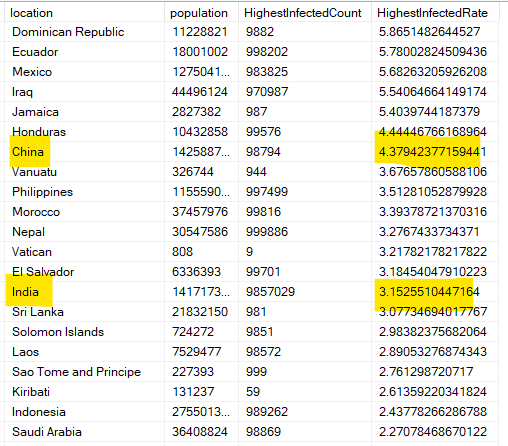 location population HighestInfectedCount HighestInfectedRate
Dominican Republic 11228821 9882 5.8651482644527
Ecuador 18001002 998202 5.78002824509436
Mexico 1275041... 983825 5.68263205926208
Iraq 44496124 970987 5.54064664149174
Jamaica 2827382 987 5.4039744187379
Honduras 10432858 99576 4.44446766168964
China 1425887... 98794 4.37942377159441
Vanuatu 326744 944 3.67657860588106
Philippines 1155590... 997499 3.51281052879928
Morocco 37457976 99816 3.39378721370316
Nepal 30547586 999886 3.2767433734371
Vatican 808 9 3.21782178217822
El Salvador 6336393 99701 3.18454047910223
India 1417173... 9857029 3.1525510447164
Sri Lanka 21832150 981 3.07734694017767
Solomon Islands 724272 9851 2.98382375682064
Laos 7529477 98572 2.89053276874343
Sao Tome and Principe 227393 999 2.761298720717
Kiribati 131237 59 2.61359220341824
Indonesia 2755013... 989262 2.43778266286788
Saudi Arabia 36408824 98869 2.27078468670122